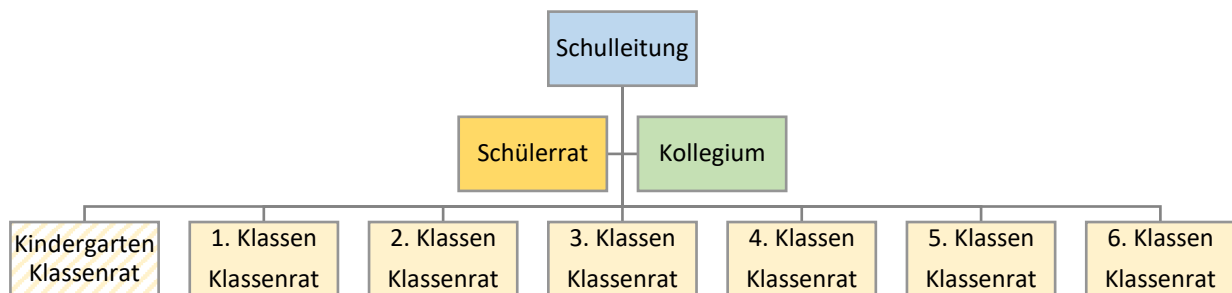 Schulleitung
Schülerrat
Kollegium
Kindergarten
Klassenrat
1. Klassen
Klassenrat
2. Klassen
Klassenrat
3. Klassen
Klassenrat
4. Klassen
Klassenrat
5. Klassen
Klassenrat
6. Klassen
Klassenrat